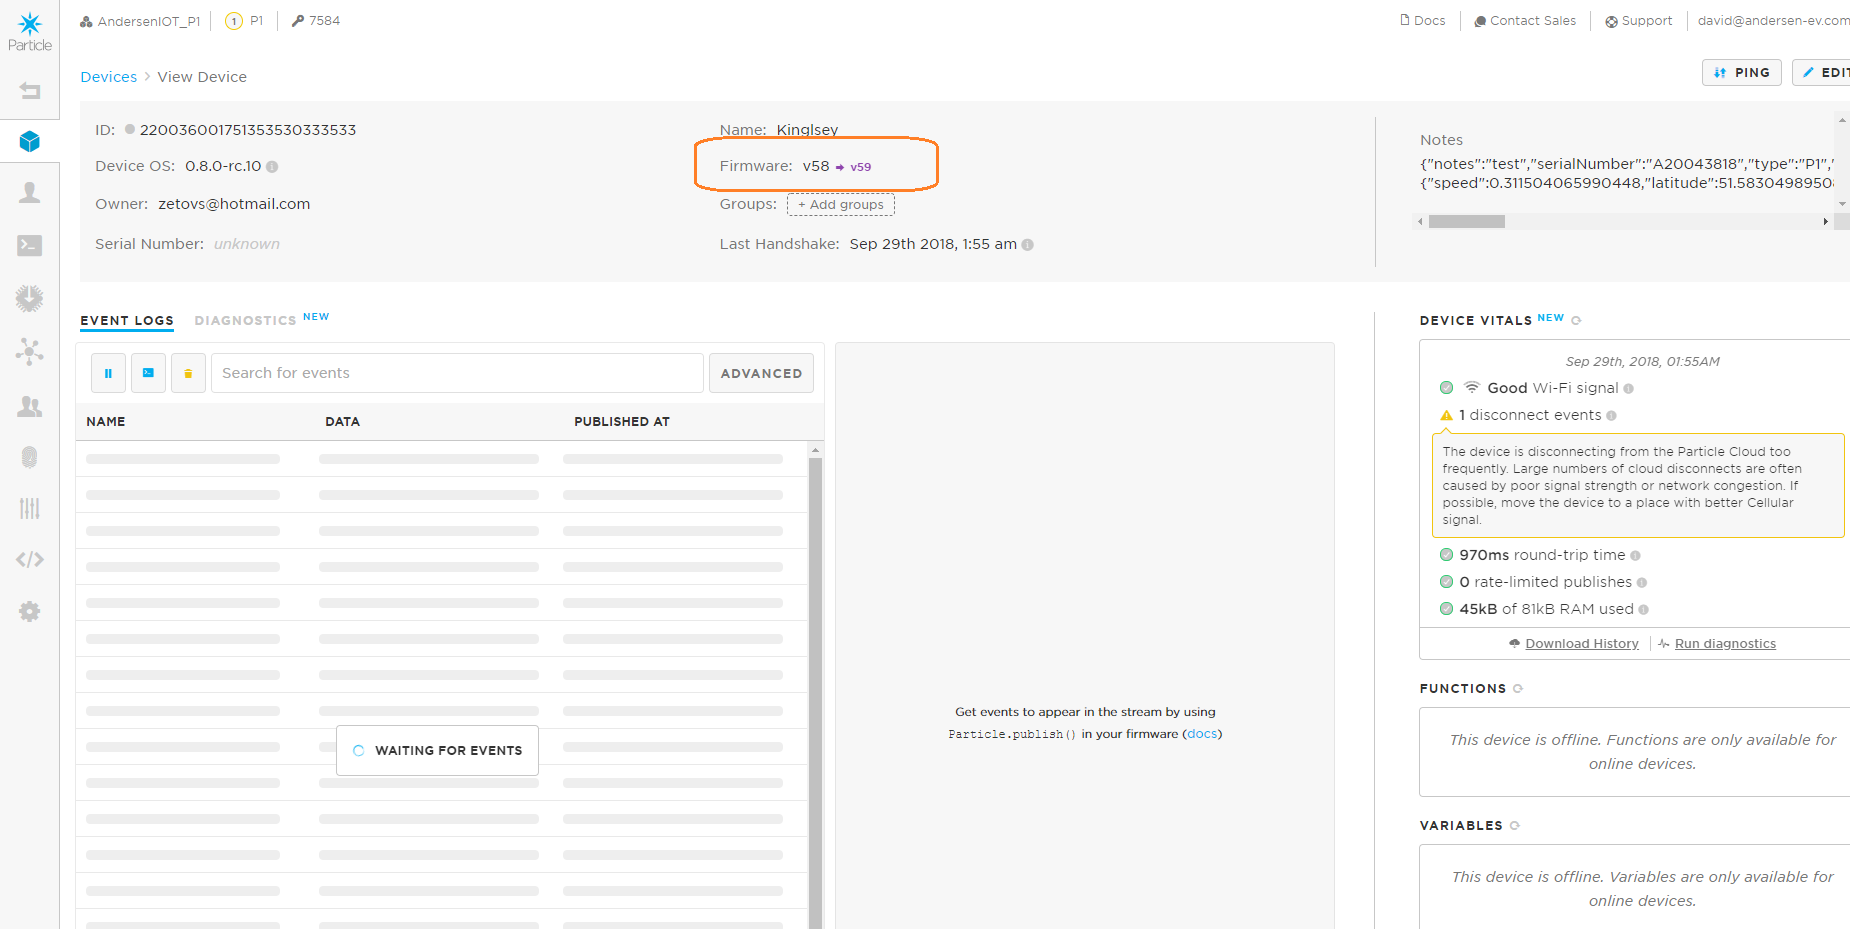 AndersenIOT_P1 1 P1 7584 Docs Contact Sales Support david@andersen-ev.com
Particle
Devices > View Device PING EDIT
ID: 220036001751353530333533 Name: Kinglsey
Notes
Device OS: 0.8.0-rc.10 Firmware: v58 → v59 {"notes":"test","serialNumber":"A20043818","type":"P1","
{"speed":0.311504065990448,"latitude":51.5830498950
Owner: zetovs@hotmail.com Groups: + Add groups
Serial Number: unknown Last Handshake: Sep 29th 2018, 1:55 am
EVENT LOGS DIAGNOSTICS NEW DEVICE VITALS NEW
Search for events ADVANCED
NAME DATA PUBLISHED AT
WAITING FOR EVENTS
Get events to appear in the stream by using
Particle.publish() in your firmware (docs)
Sep 29th, 2018, 01:55AM
Good Wi-Fi signal
1 disconnect events
The device is disconnecting from the Particle Cloud too
frequently. Large numbers of cloud disconnects are often
caused by poor signal strength or network congestion. If
possible, move the device to a place with better Cellular
signal.
970ms round-trip time
0 rate-limited publishes
45kB of 81kB RAM used
Download History Run diagnostics
FUNCTIONS
This device is offline. Functions are only available for
online devices.
VARIABLES
This device is offline. Variables are only available for
online devices.